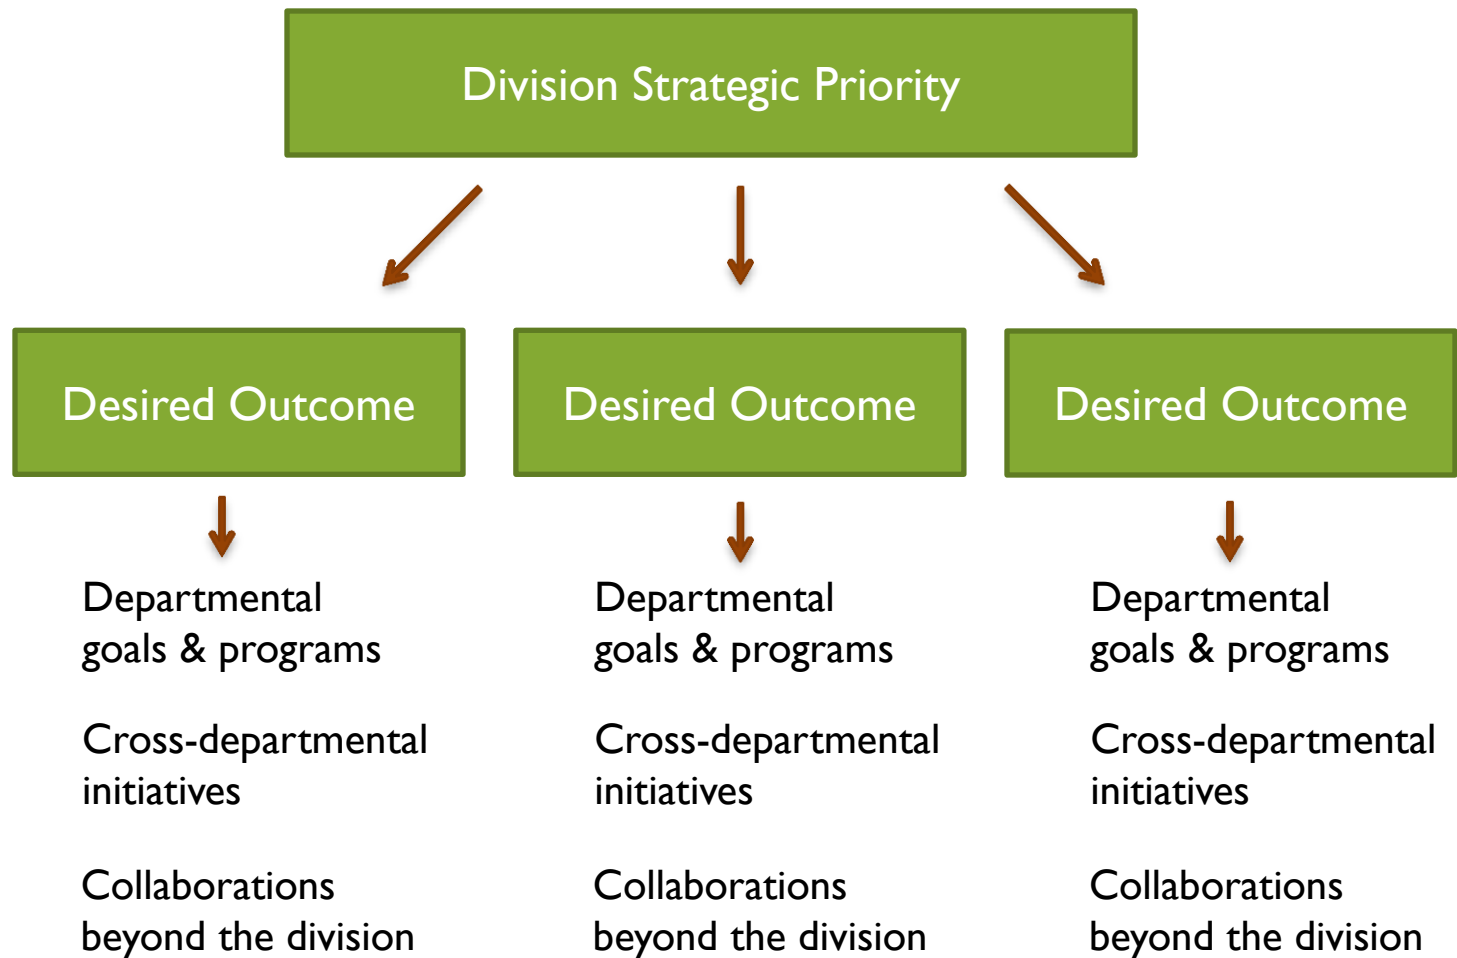 Division Strategic Priority
Desired Outcome
Desired Outcome
Desired Outcome
Departmental
goals & programs
Cross-departmental
initiatives
Collaborations
beyond the division
Departmental
goals & programs
Cross-departmental
initiatives
Collaborations
beyond the division
Departmental
goals & programs
Cross-departmental
initiatives
Collaborations
beyond the division